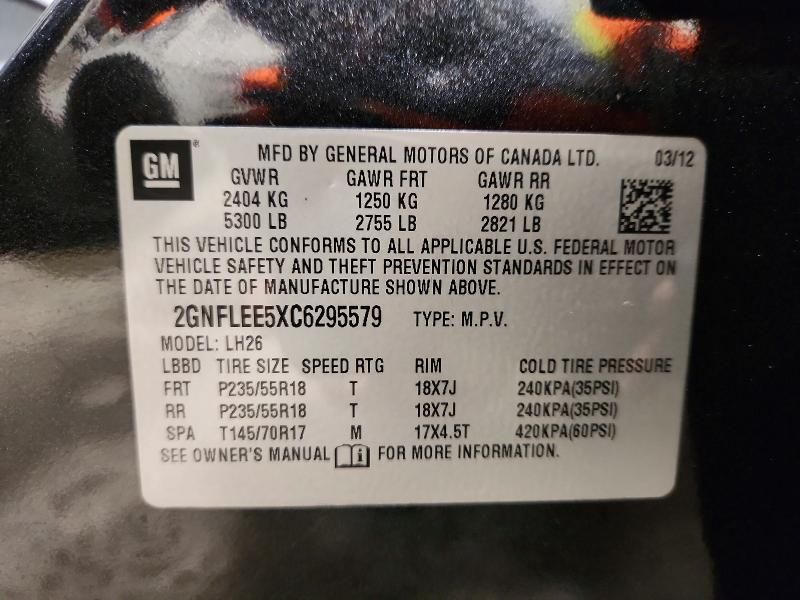 GM® MFD BY GENERAL MOTORS OF CANADA LTD. 03/12
GVWR GAWR FRT GAWR RR
2404 KG 1250 KG 1280 KG
5300 LB 2755 LB 2821 LB
THIS VEHICLE CONFORMS TO ALL APPLICABLE U.S. FEDERAL MOTOR
VEHICLE SAFETY AND THEFT PREVENTION STANDARDS IN EFFECT ON
THE DATE OF MANUFACTURE SHOWN ABOVE.
2GNFLEE5XC6295579 TYPE: M.P.V.
MODEL: LH26
LBBD TIRE SIZE SPEED RTG RIM COLD TIRE PRESSURE
FRT P235/55R18 T 18X7J 240KPA(35PSI)
RR P235/55R18 T 18X7J 240KPA(35PSI)
SPA T145/70R17 M 17X4.5T 420KPA(60PSI)
SEE OWNER'S MANUAL i FOR MORE INFORMATION.